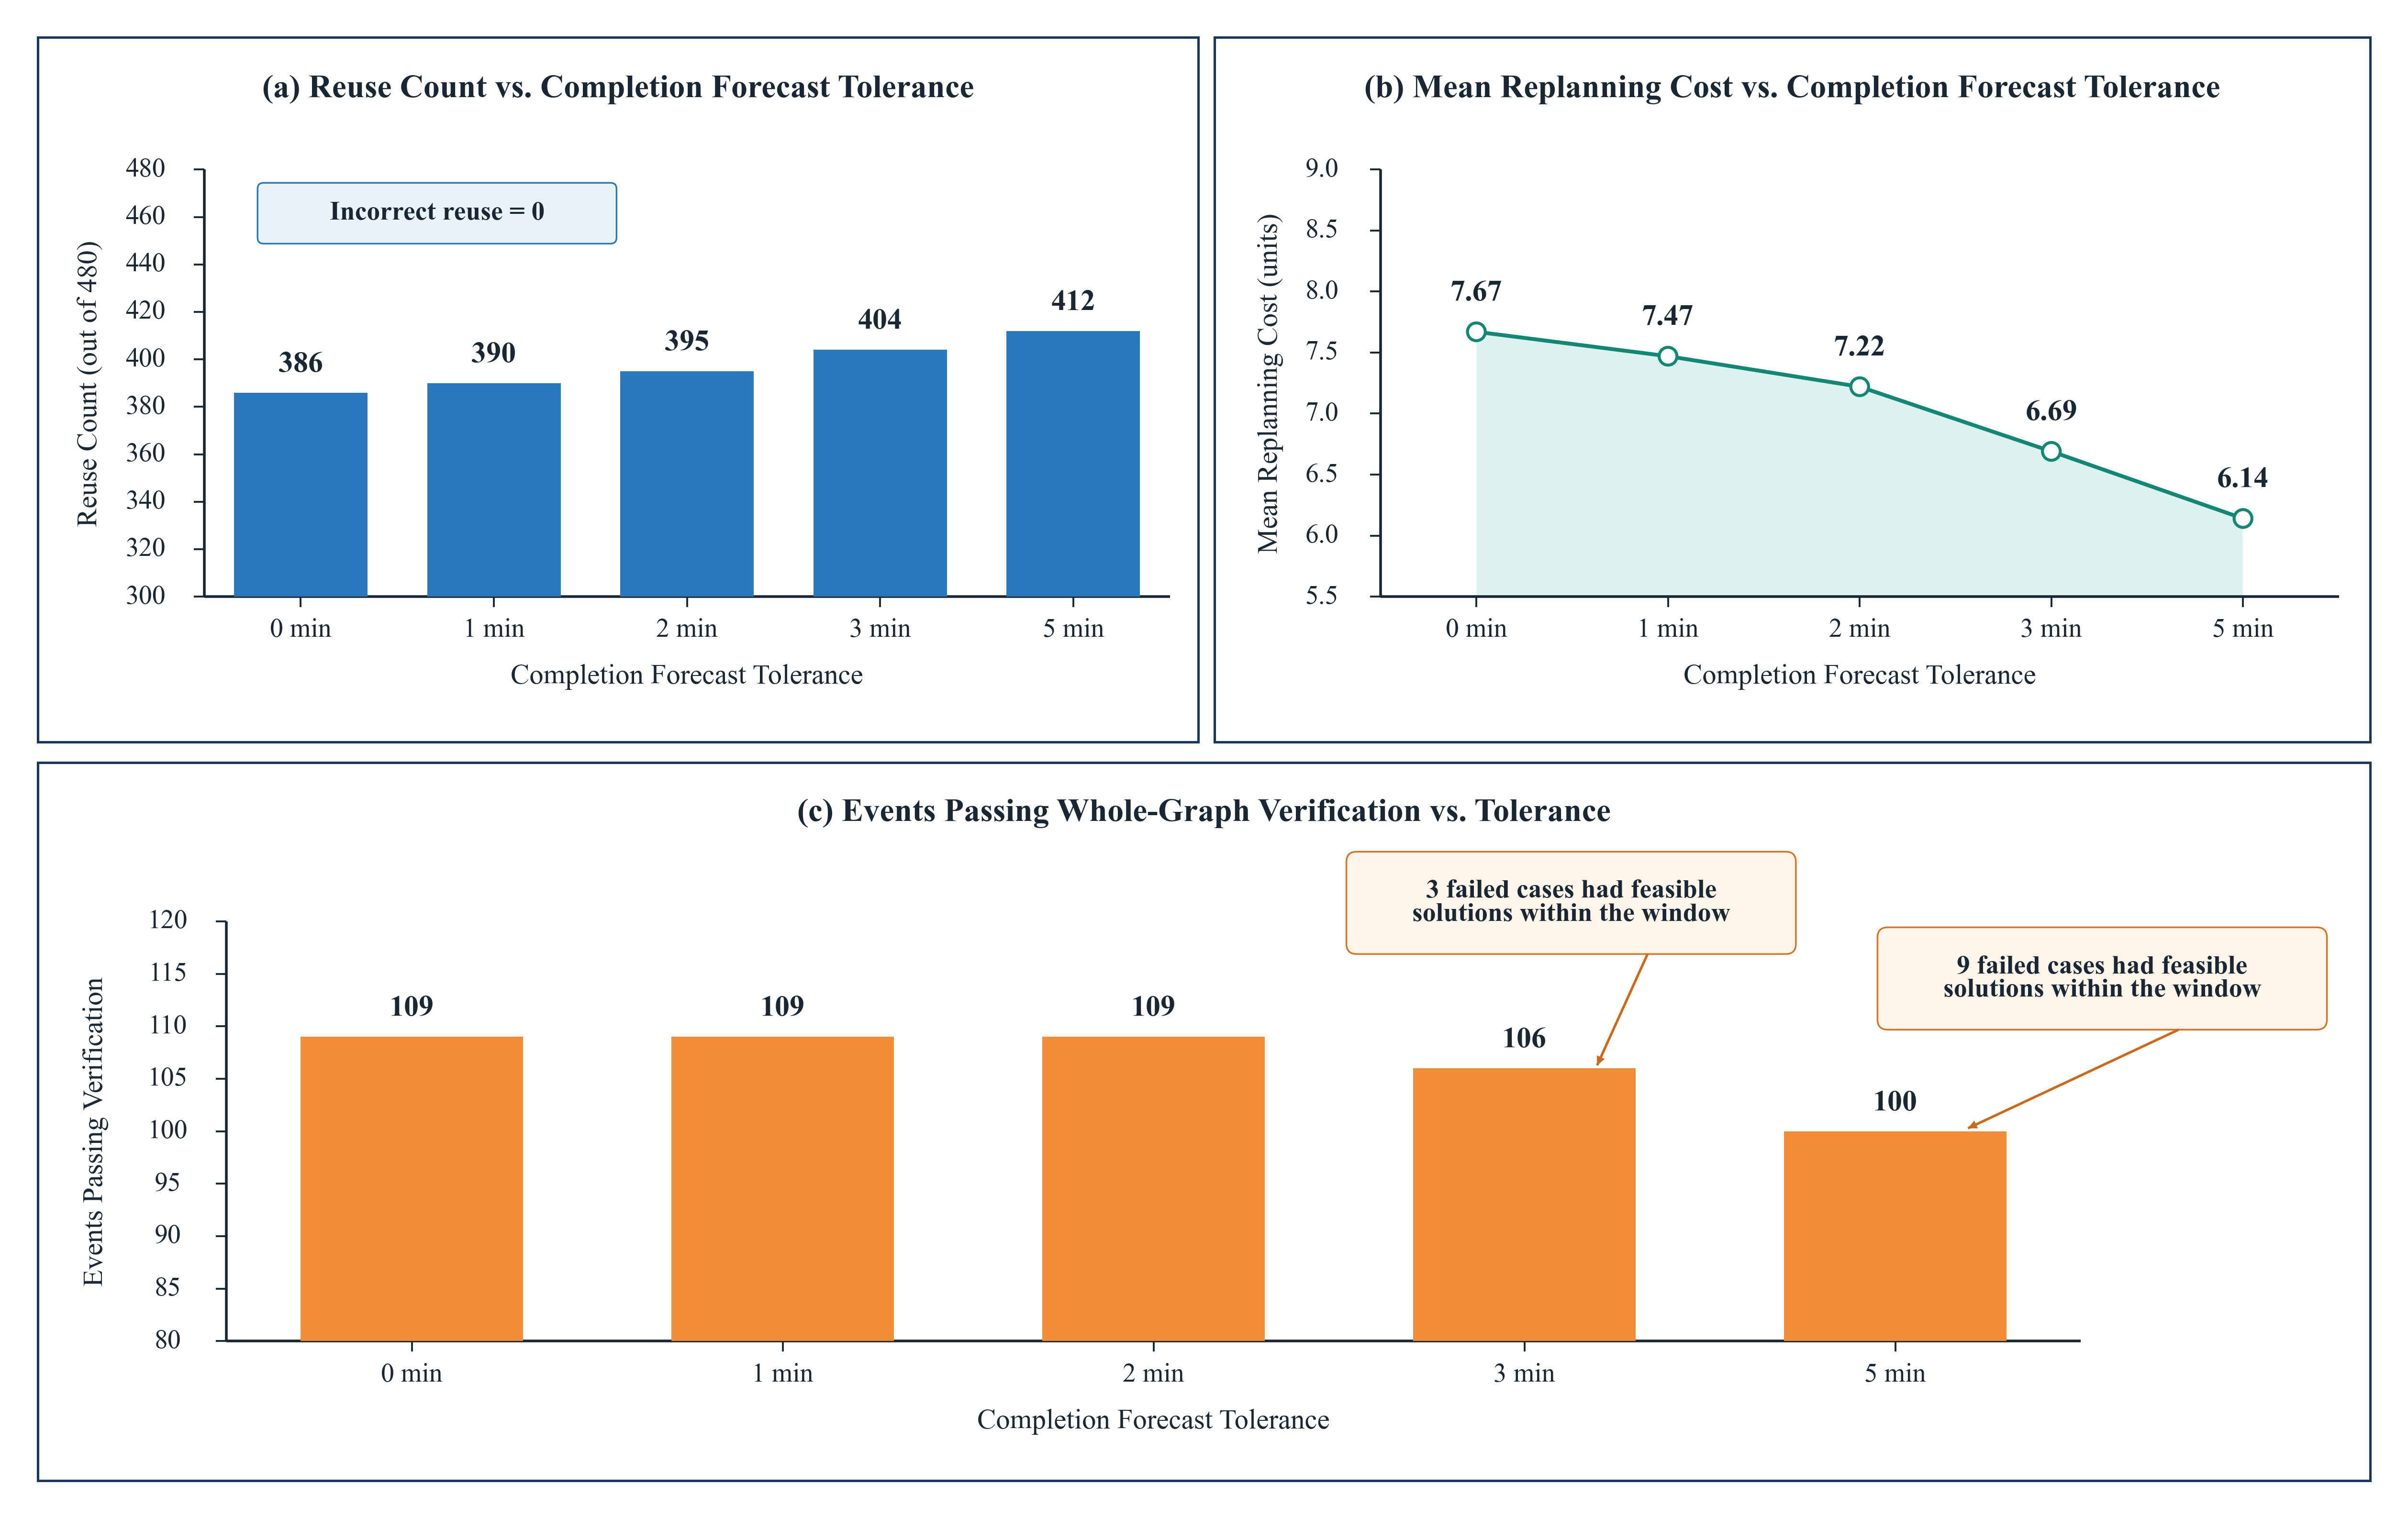 (a) Reuse Count vs. Completion Forecast Tolerance
480
460
440
420
400
380
360
340
320
300
Reuse Count (out of 480)
Incorrect reuse = 0
386
390
395
404
412
0 min
1 min
2 min
3 min
5 min
Completion Forecast Tolerance
(b) Mean Replanning Cost vs. Completion Forecast Tolerance
9.0
8.5
8.0
7.5
7.0
6.5
6.0
5.5
Mean Replanning Cost (units)
7.67
7.47
7.22
6.69
6.14
0 min
1 min
2 min
3 min
5 min
Completion Forecast Tolerance
(c) Events Passing Whole-Graph Verification vs. Tolerance
3 failed cases had feasible
solutions within the window
9 failed cases had feasible
solutions within the window
120
115
110
105
100
95
90
85
80
Events Passing Verification
109
109
109
106
100
0 min
1 min
2 min
3 min
5 min
Completion Forecast Tolerance